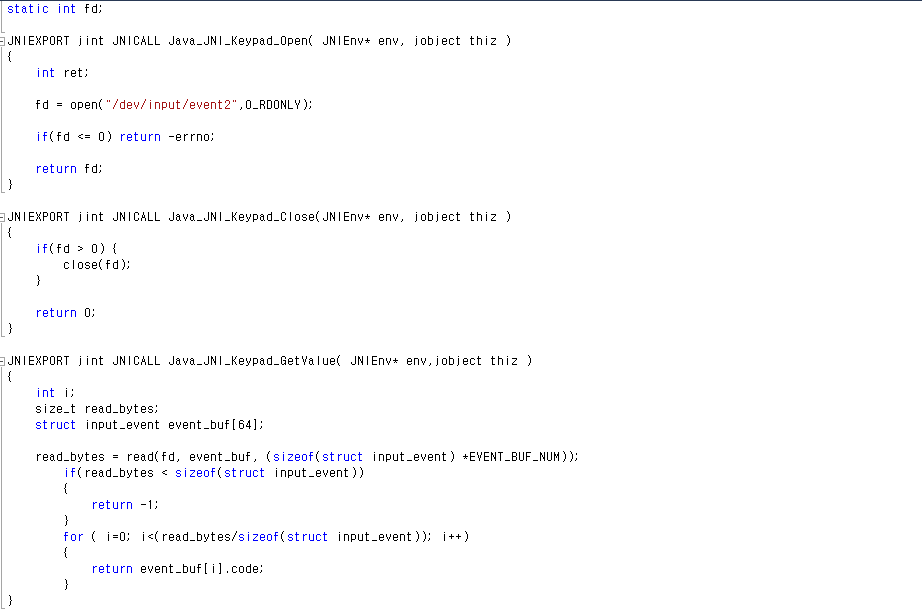 static int fd;
JNIEXPORT jint JNICALL Java_JNI_Keypad_Open( JNIEnv* env, jobject thiz )
{
int ret;
fd = open("/dev/input/event2",O_RDONLY);
if(fd <= 0) return -errno;
return fd;
}
JNIEXPORT jint JNICALL Java_JNI_Keypad_Close(JNIEnv* env, jobject thiz )
{
if(fd > 0) {
close(fd);
}
return 0;
}
JNIEXPORT jint JNICALL Java_JNI_Keypad_GetValue( JNIEnv* env,jobject thiz )
{
int i;
size_t read_bytes;
struct input_event event_buf[64];
read_bytes = read(fd, event_buf, (sizeof(struct input_event) *EVENT_BUF_NUM));
if(read_bytes < sizeof(struct input_event))
{
return -1;
}
for ( i=0; i<(read_bytes/sizeof(struct input_event)); i++)
{
return event_buf[i].code;
}
}